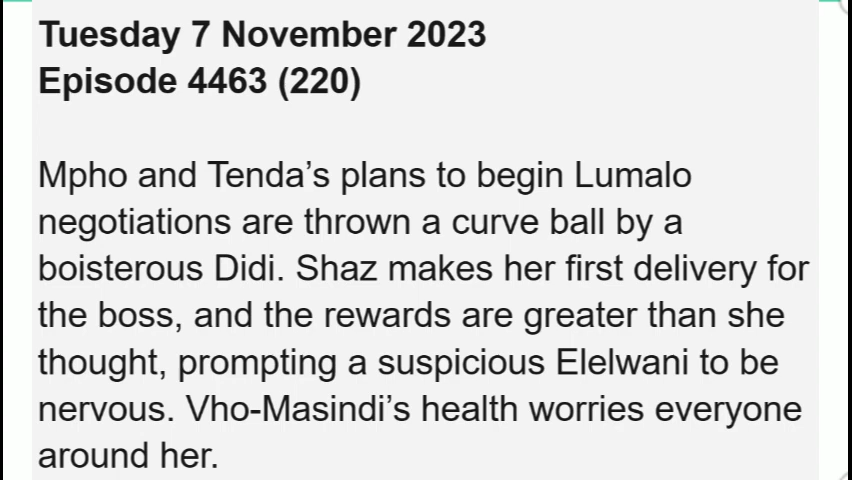 Tuesday 7 November 2023
Episode 4463 (220)
Mpho and Tenda’s plans to begin Lumalo
negotiations are thrown a curve ball by a
boisterous Didi. Shaz makes her first delivery for
the boss, and the rewards are greater than she
thought, prompting a suspicious Elelwani to be
nervous. Vho-Masindi’s health worries everyone
around her.